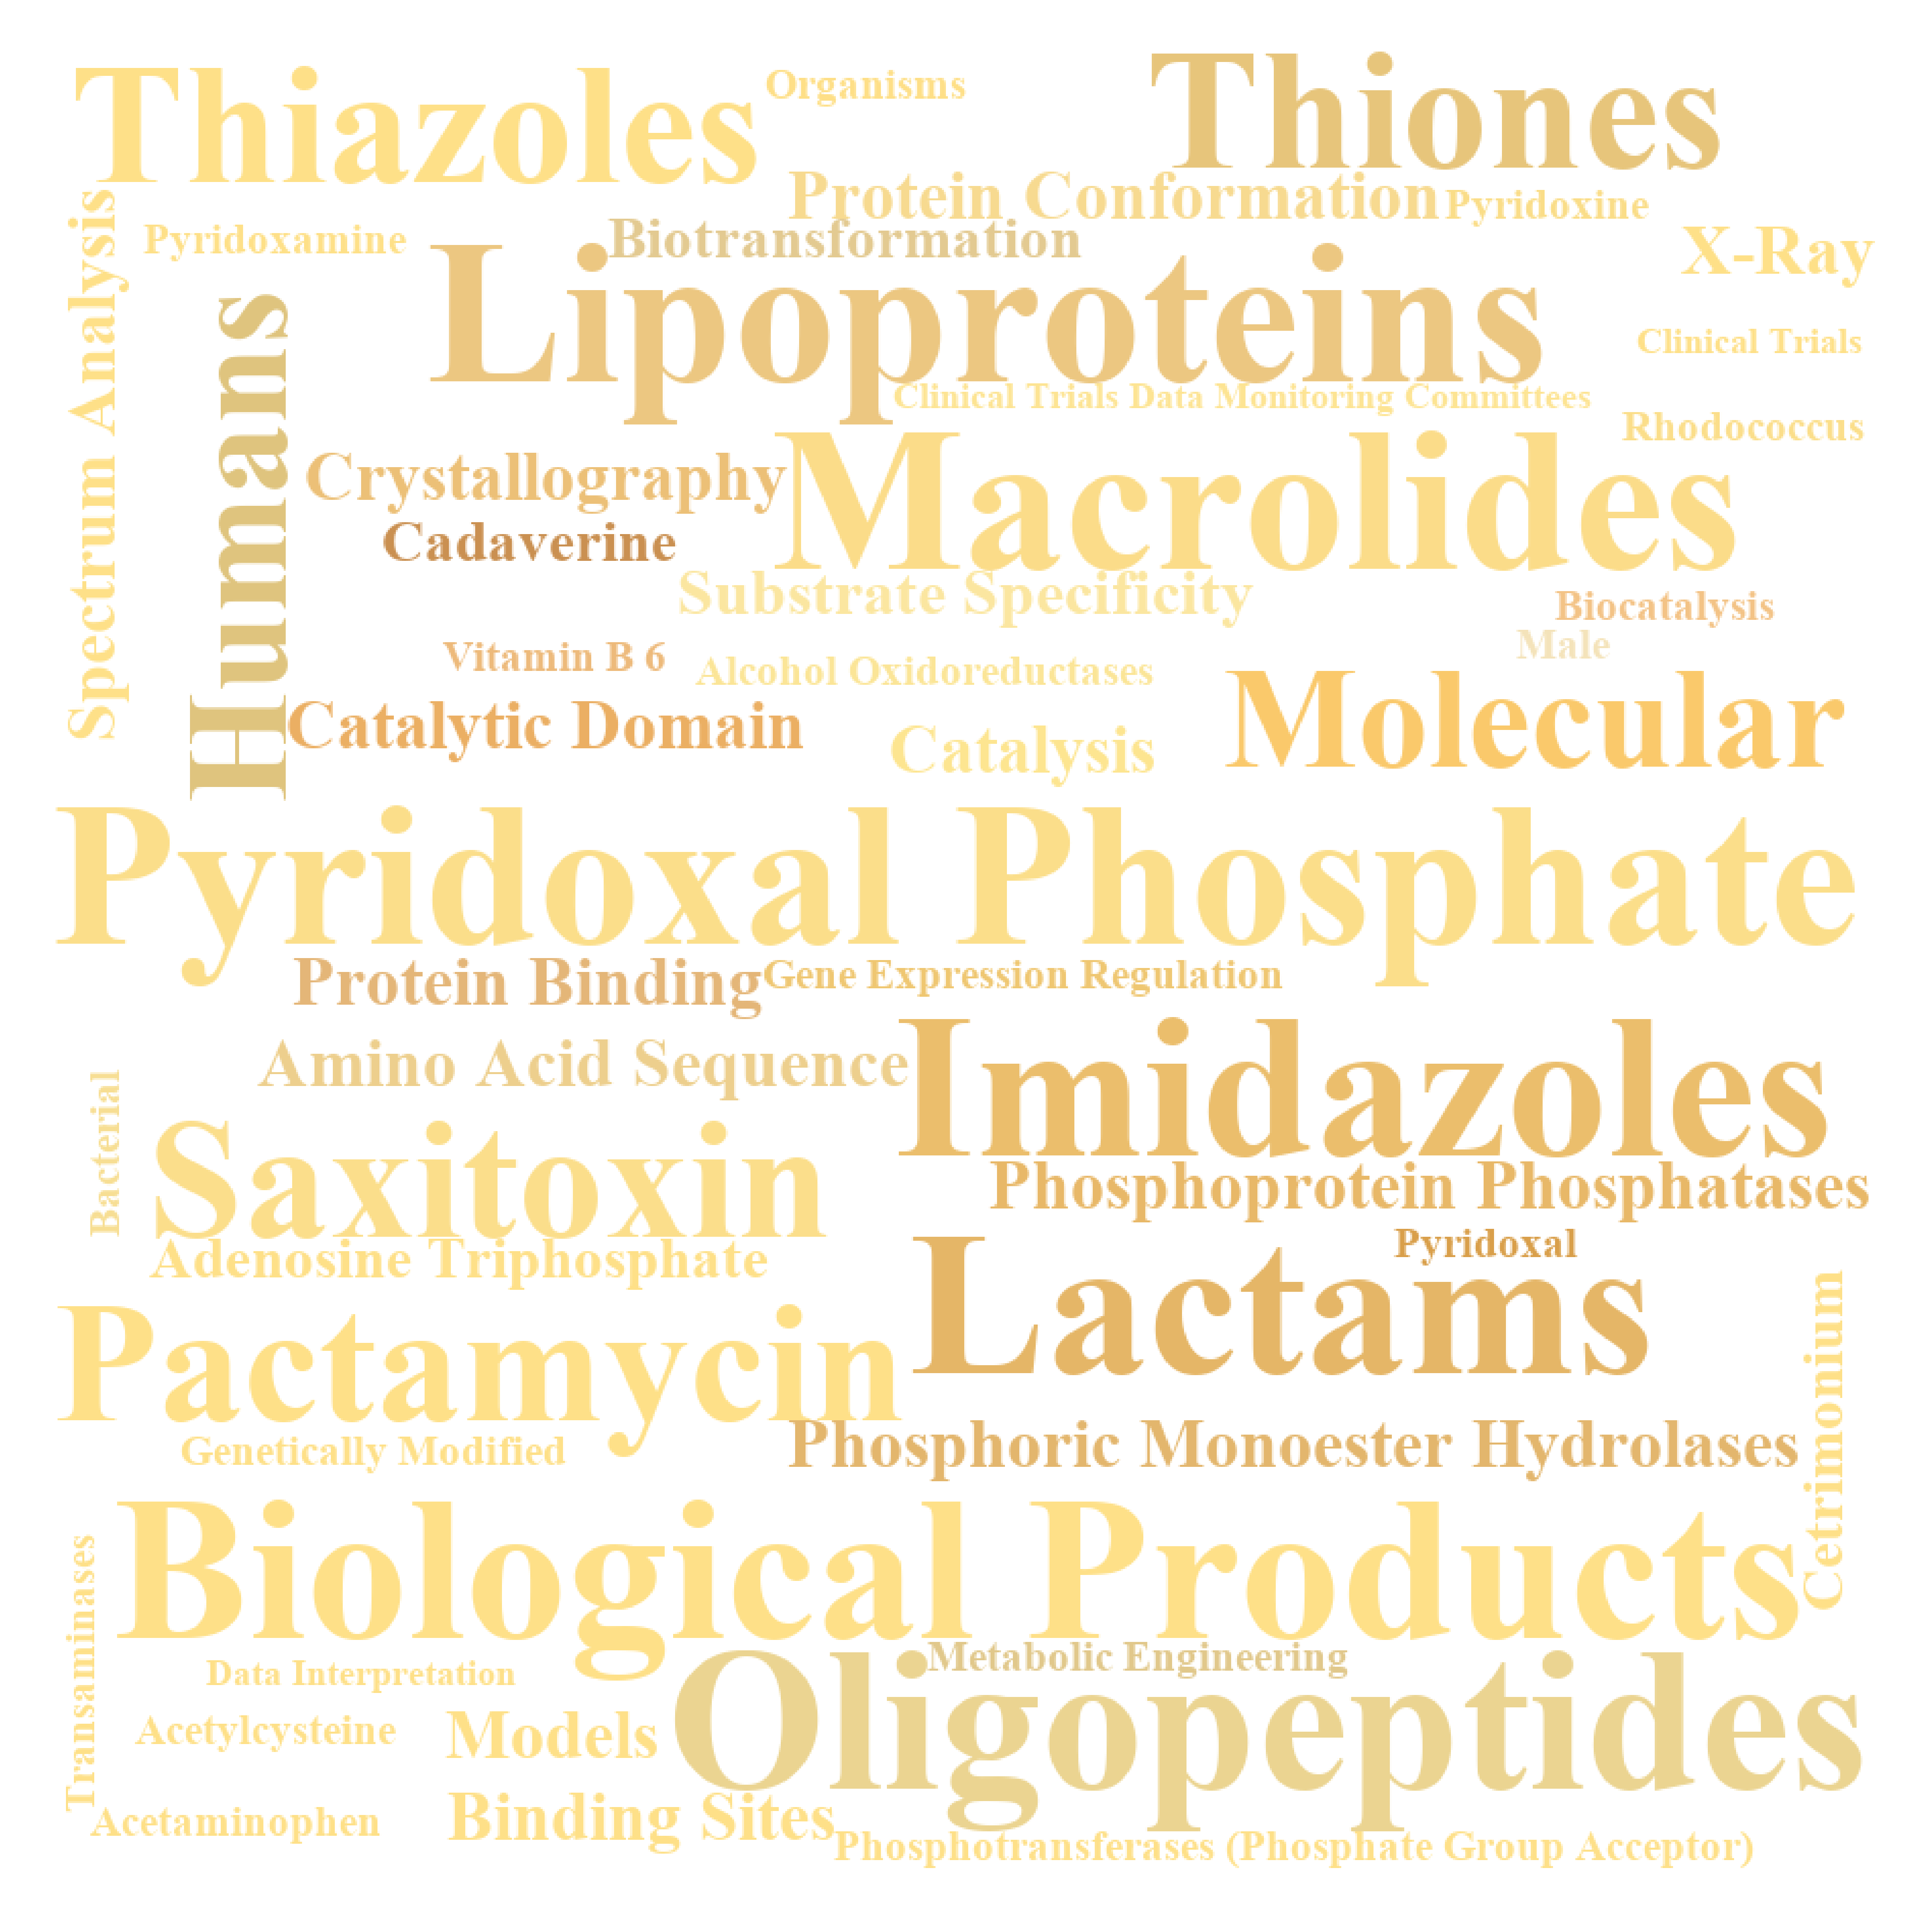 Thiazoles
Organisms
Thiones
Protein Conformation
Pyridoxine
Spectrum Analysis
Pyridoxamine
Biotransformation
X-Ray
Lipoproteins
Humans
Clinical Trials
Clinical Trials Data Monitoring Committees
Rhodococcus
Crystallography
Macrolides
Cadaverine
Substrate Specificity
Biocatalysis
Male
Vitamin B 6
Alcohol Oxidoreductases
Molecular
Catalytic Domain
Catalysis
Pyridoxal Phosphate
Protein Binding
Gene Expression Regulation
Amino Acid Sequence
Imidazoles
Bacterial
Saxitoxin
Phosphoprotein Phosphatases
Adenosine Triphosphate
Pyridoxal
Lactams
Pactamycin
Cetrimonium
Genetically Modified
Phosphoric Monoester Hydrolases
Biological Products
Transaminases
Data Interpretation
Metabolic Engineering
Acetylcysteine
Models
Oligopeptides
Acetaminophen
Binding Sites
Phosphotransferases (Phosphate Group Acceptor)